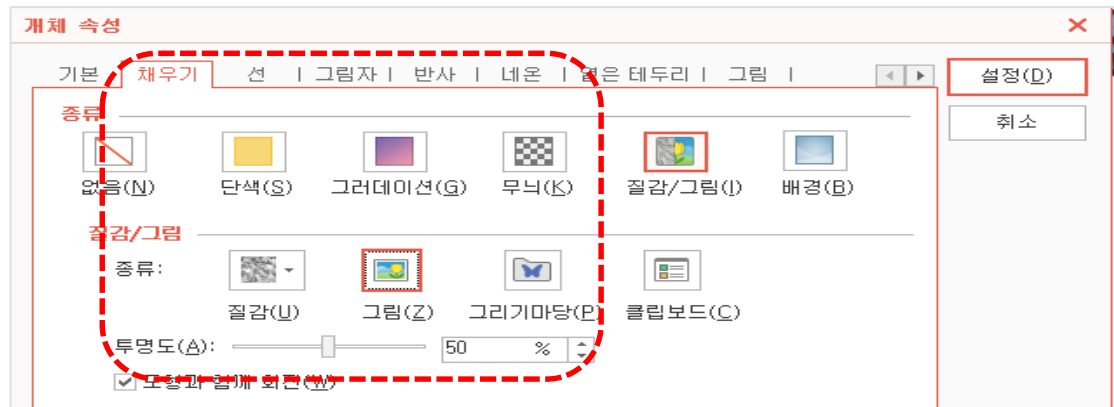 개체 속성
기본 채우기 선 그림자 반사 네온 옅은 테두리 그림
설정(D)
취소
종류
없음(N) 단색(S) 그러데이션(G) 무늬(K) 질감/그림(I) 배경(B)
질감/그림
종류:
질감(U) 그림(Z) 그리기마당(P) 클립보드(C)
투명도(A): 50 %
도형과 함께 회전(W)